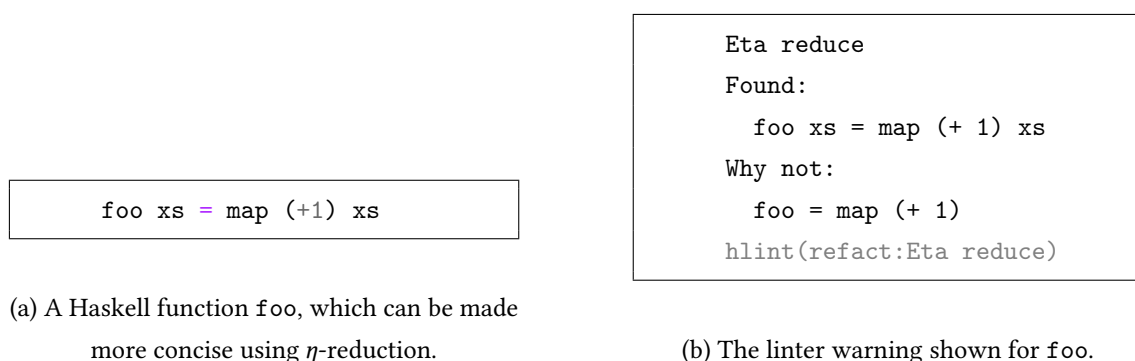 foo xs = map (+1) xs
(a) A Haskell function foo, which can be made
more concise using η-reduction.
Eta reduce
Found:
foo xs = map (+ 1) xs
Why not:
foo = map (+ 1)
hlint(refact:Eta reduce)
(b) The linter warning shown for foo.